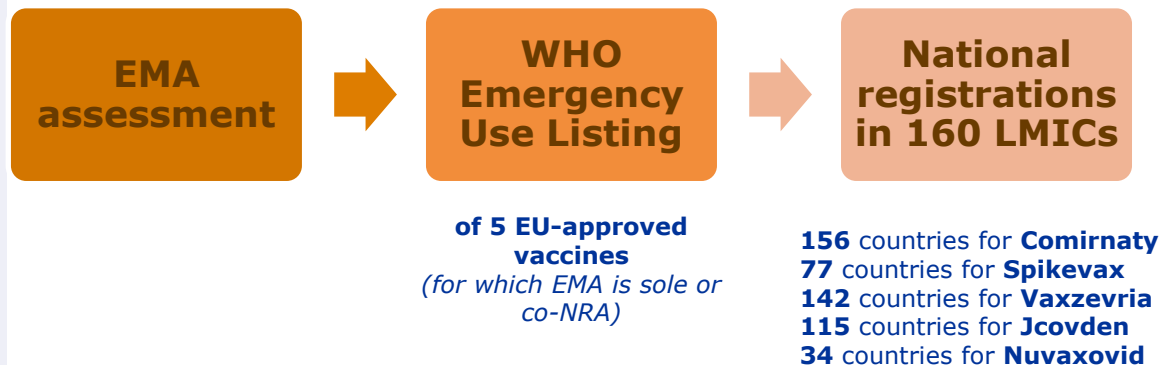 EMA
assessment
WHO
Emergency
Use Listing
National
registrations
in 160 LMICs
of 5 EU-approved
vaccines
(for which EMA is sole or
co-NRA)
156 countries for Comirnaty
77 countries for Spikevax
142 countries for Vaxzevria
115 countries for Jcovden
34 countries for Nuvaxovid